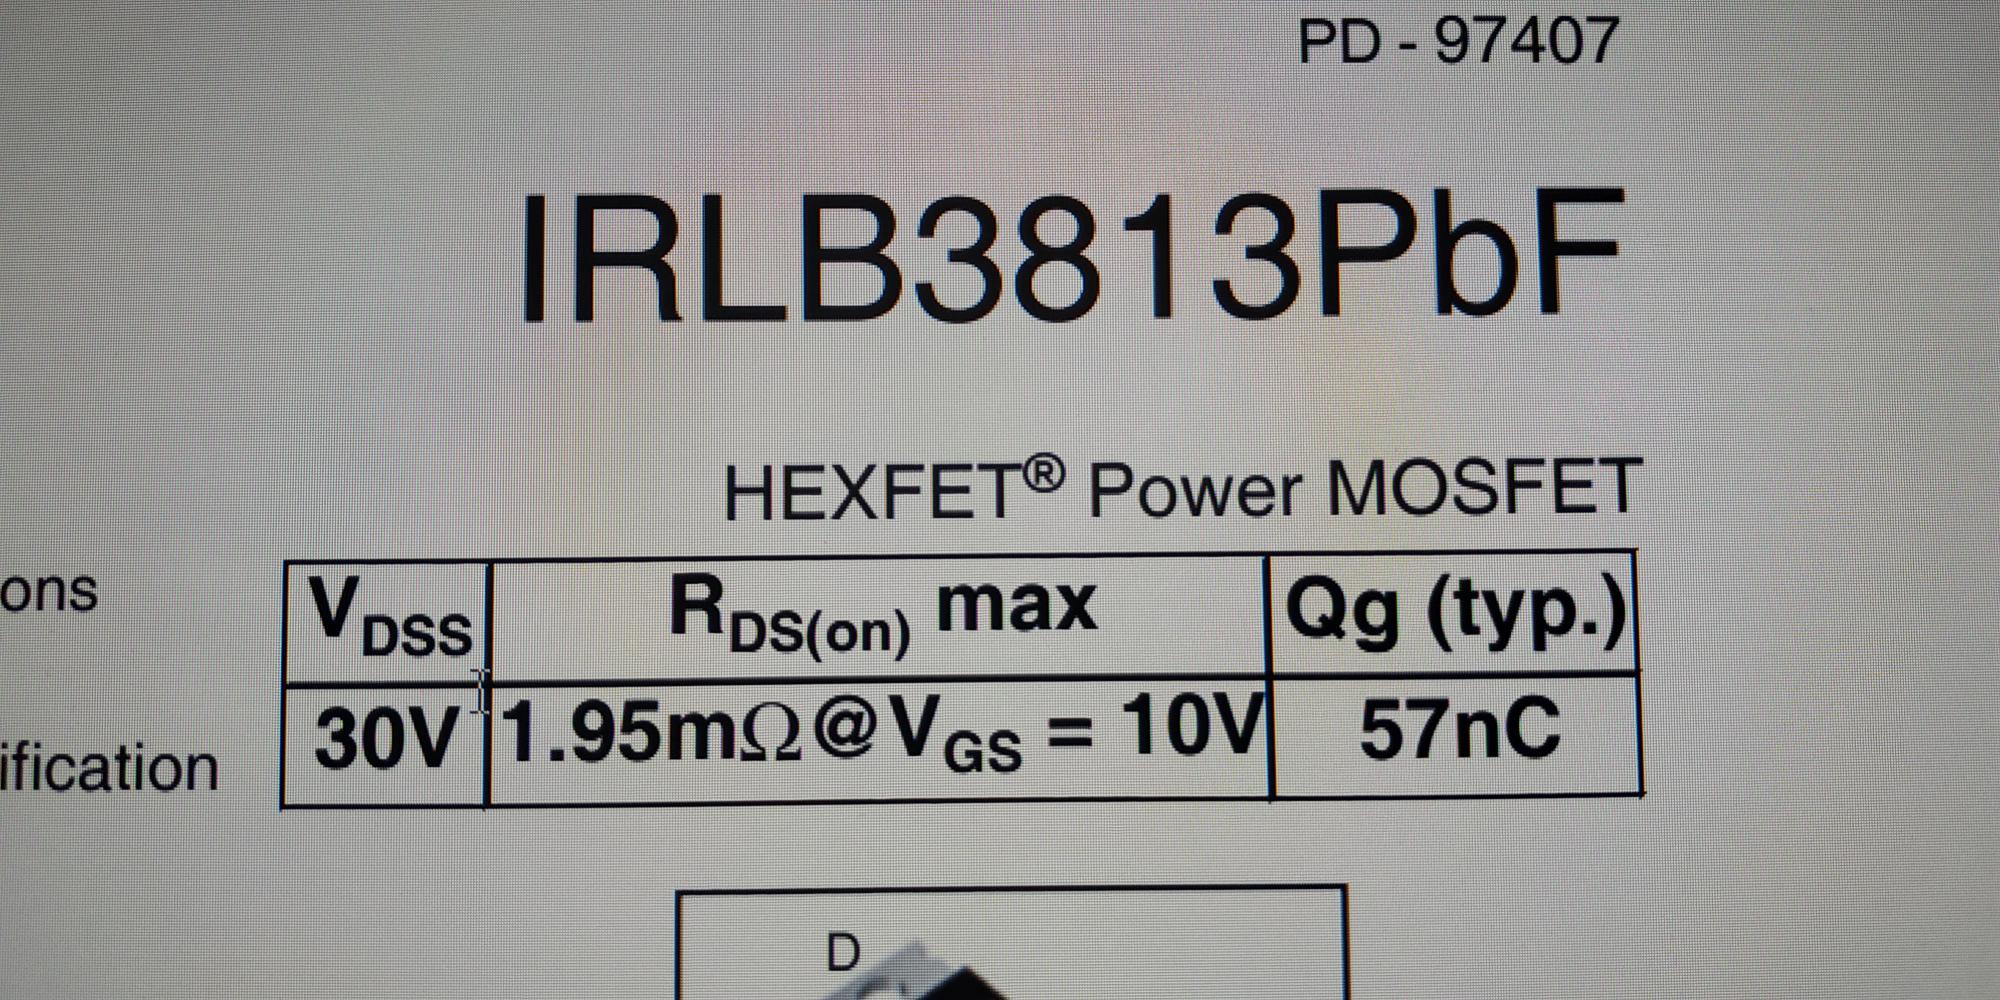 PD - 97407
IRLB3813PbF
HEXFET® Power MOSFET
ons
VDSS RDS(on) max Qg (typ.)
30V 1.95mΩ@VGS = 10V 57nC
ification
D